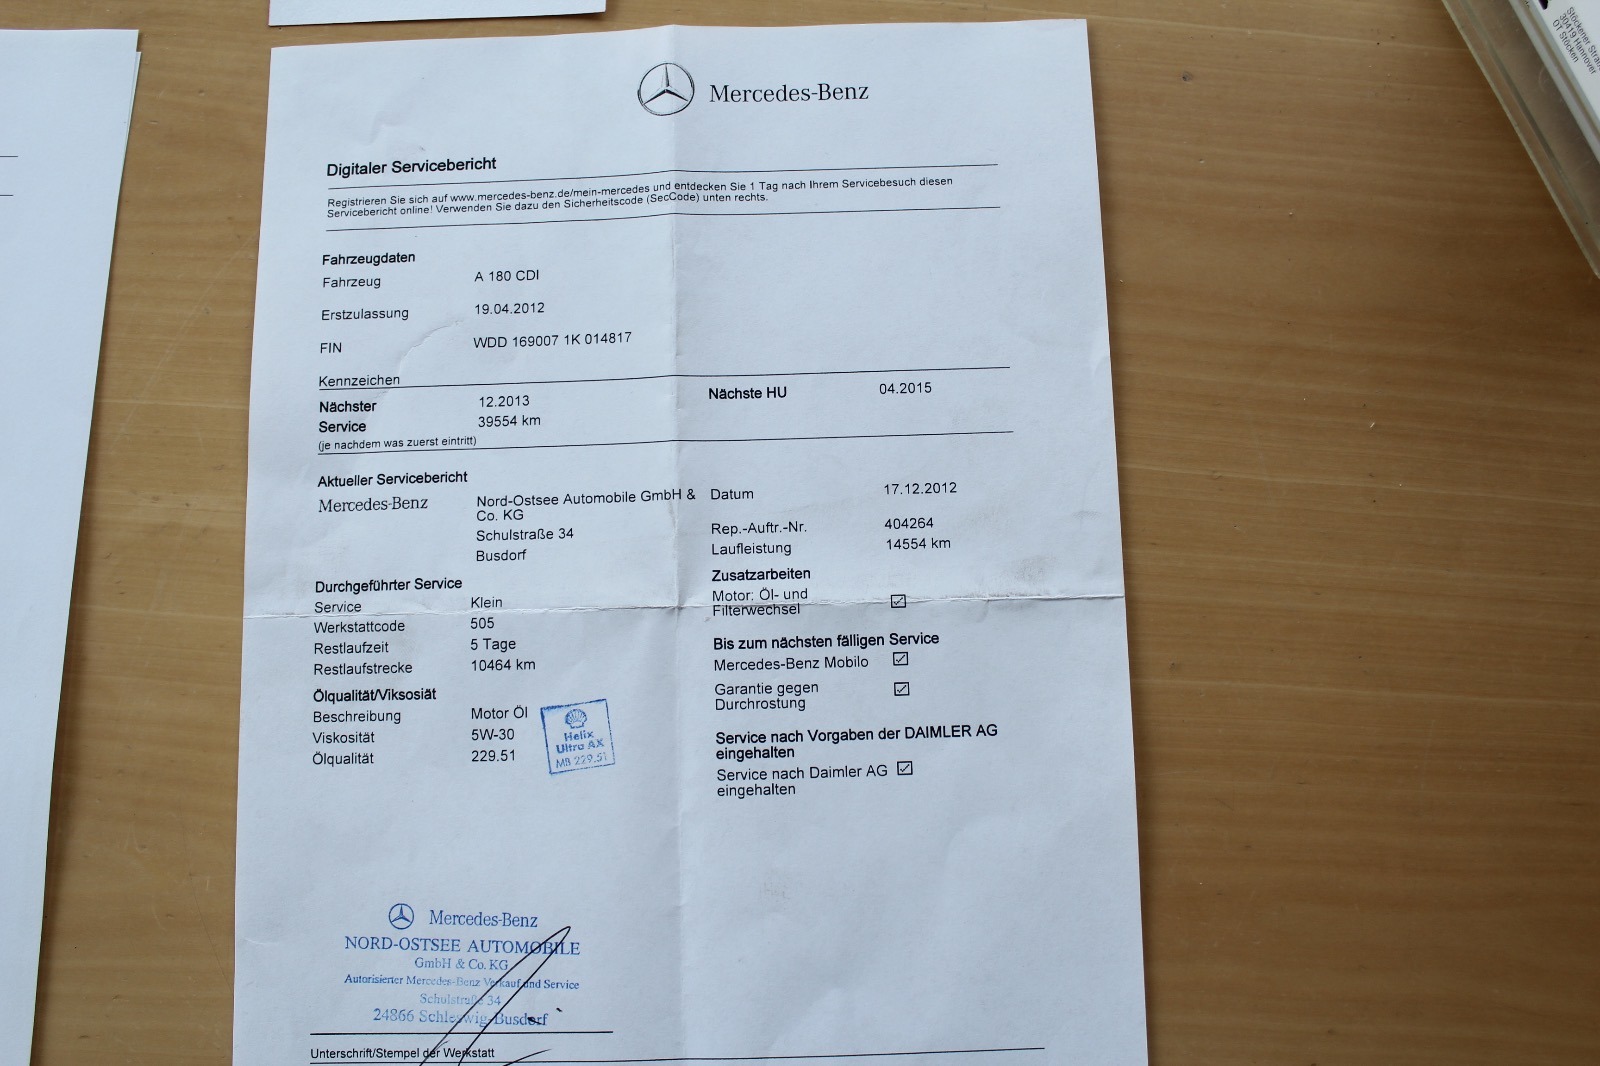 Mercedes-Benz
Digitaler Servicebericht
Registrieren Sie sich auf www.mercedes-benz.de/mein-mercedes und entdecken Sie 1 Tag nach Ihrem Servicebesuch diesen
Servicebericht online! Verwenden Sie dazu den Sicherheitscode (SecCode) unten rechts.
Fahrzeugdaten
Fahrzeug A 180 CDI
Erstzulassung 19.04.2012
FIN WDD 169007 1K 014817
Kennzeichen
Nächster 12.2013 Nächste HU 04.2015
Service 39554 km
(je nachdem was zuerst eintritt)
Aktueller Servicebericht
Mercedes-Benz Nord-Ostsee Automobile GmbH & Datum 17.12.2012
Co. KG
Schulstraße 34 Rep.-Auftr.-Nr. 404264
Busdorf Laufleistung 14554 km
Durchgeführter Service
Service Klein
Werkstattcode 505
Restlaufzeit 5 Tage
Restlaufstrecke 10464 km
Zusatzarbeiten
Motor: Öl- und
Filterwechsel
Bis zum nächsten fälligen Service
Mercedes-Benz Mobilo
Garantie gegen
Durchrostung
Ölqualität/Viksosiät
Beschreibung Motor Öl
Viskosität 5W-30
Ölqualität 229.51
Helix
Ultra AX
MB 229.51
Service nach Vorgaben der DAIMLER AG
eingehalten
Service nach Daimler AG
eingehalten
Mercedes-Benz
NORD-OSTSEE AUTOMOBILE
GmbH & Co. KG
Autorisierter Mercedes-Benz Verkauf und Service
Schulstraße 34
24866 Schleswig-Busdorf
Unterschrift/Stempel der Werkstatt
30419 Hannover
OT Stöcken